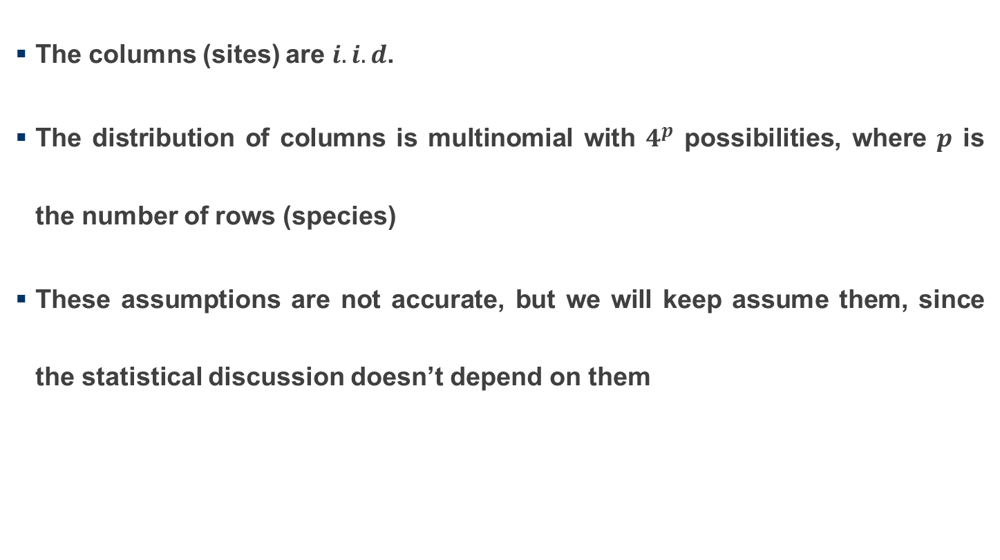 ▪ The columns (sites) are i.i.d.
▪ The distribution of columns is multinomial with 4ᵖ possibilities, where p is
the number of rows (species)
▪ These assumptions are not accurate, but we will keep assume them, since
the statistical discussion doesn’t depend on them